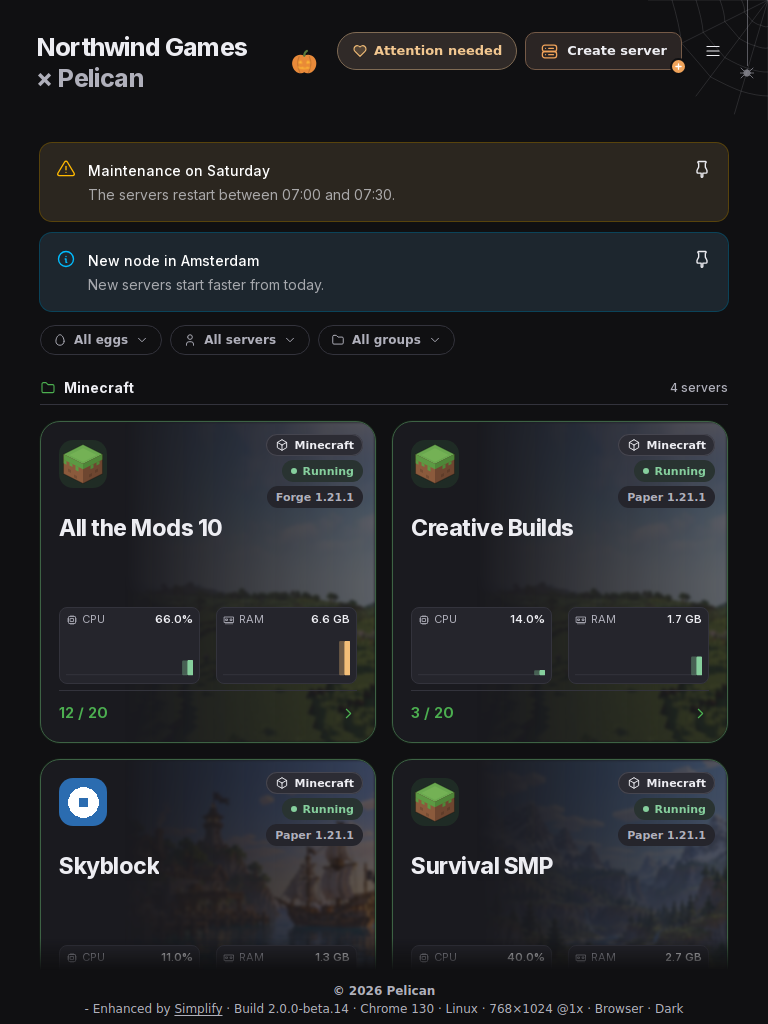 Northwind Games
× Pelican
Attention needed
Create server
Maintenance on Saturday
The servers restart between 07:00 and 07:30.
New node in Amsterdam
New servers start faster from today.
All eggs
All servers
All groups
Minecraft
4 servers
Minecraft
Running
Forge 1.21.1
All the Mods 10
CPU 66.0%
RAM 6.6 GB
12 / 20
Minecraft
Running
Paper 1.21.1
Creative Builds
CPU 14.0%
RAM 1.7 GB
3 / 20
Minecraft
Running
Paper 1.21.1
Skyblock
CPU 11.0%
RAM 1.3 GB
Minecraft
Running
Paper 1.21.1
Survival SMP
CPU 40.0%
RAM 2.7 GB
© 2026 Pelican
- Enhanced by Simplify · Build 2.0.0-beta.14 · Chrome 130 · Linux · 768×1024 @1x · Browser · Dark